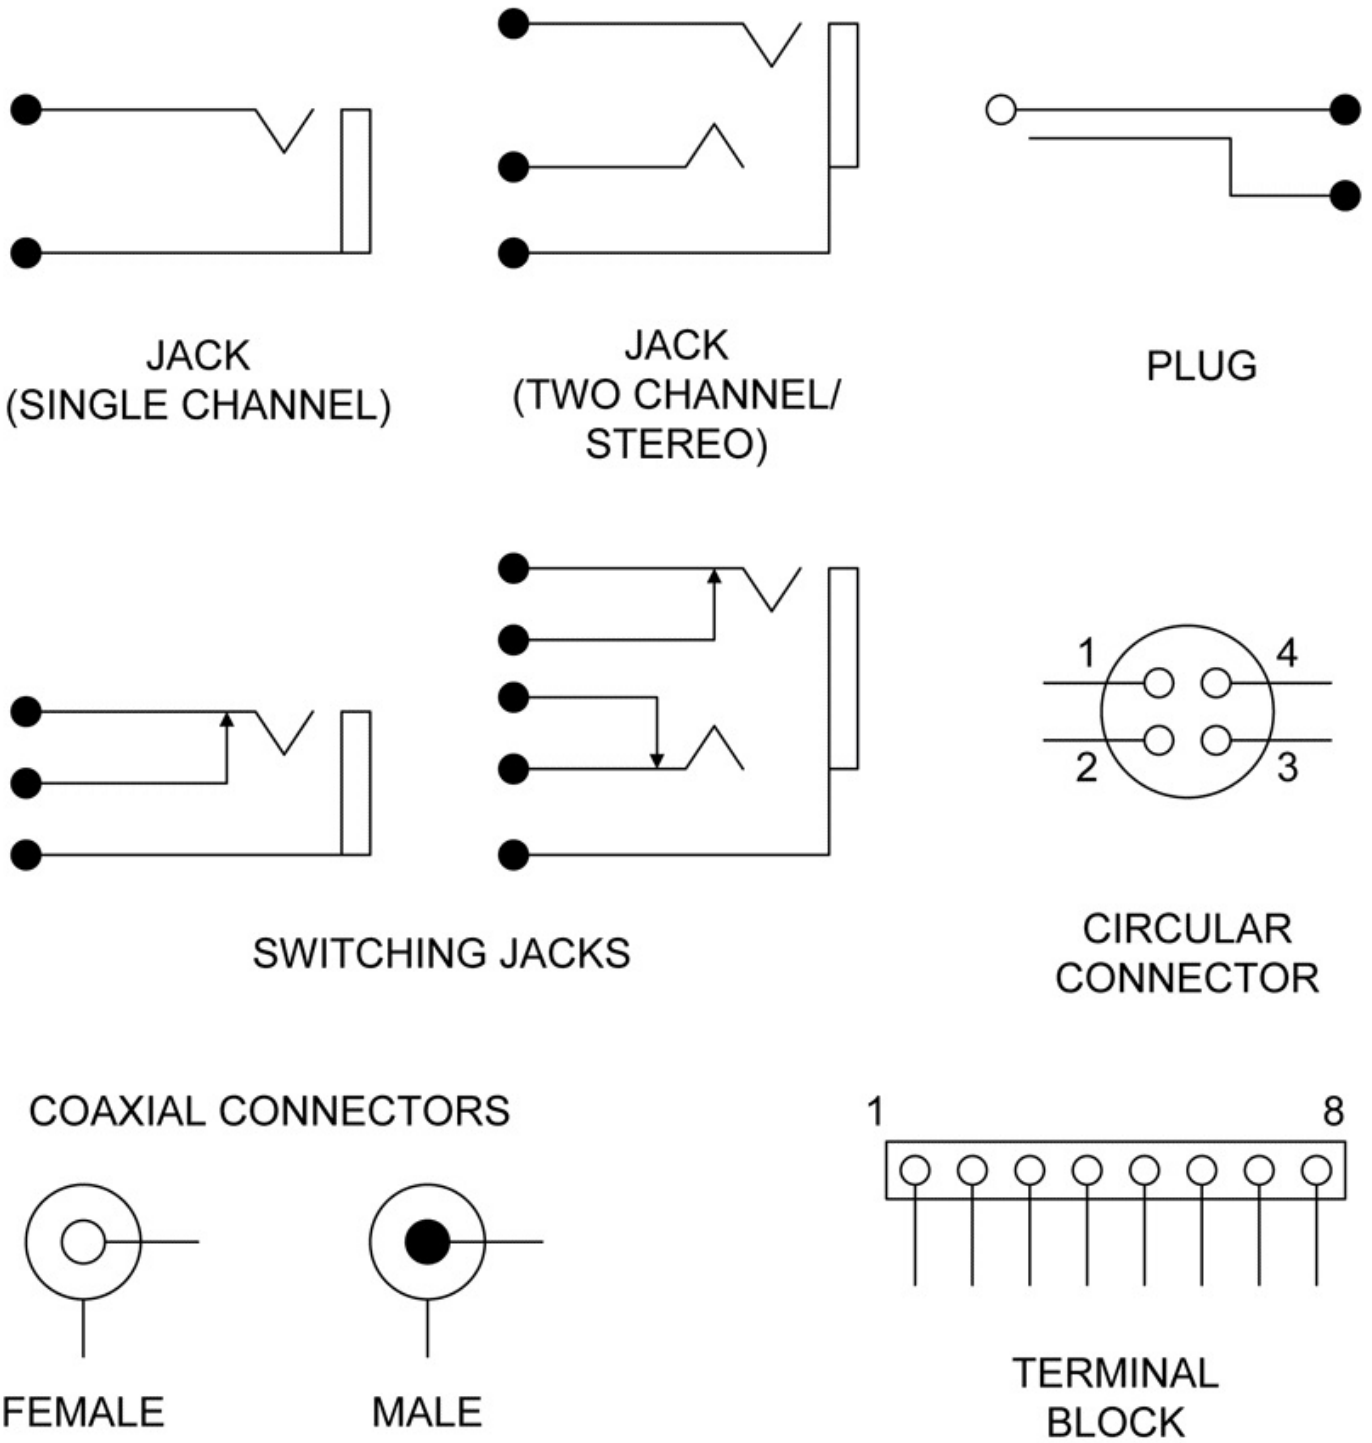 JACK
(SINGLE CHANNEL)
JACK
(TWO CHANNEL/
STEREO)
PLUG
SWITCHING JACKS
1
4
2
3
CIRCULAR
CONNECTOR
COAXIAL CONNECTORS
FEMALE
MALE
1
8
TERMINAL
BLOCK